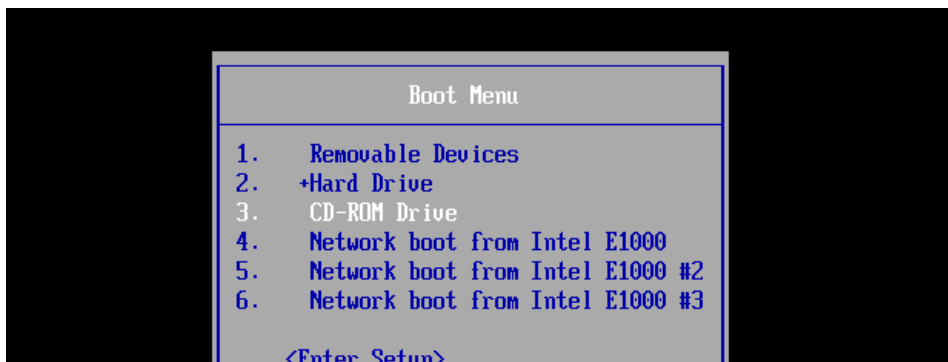 Boot Menu
1. Removable Devices
2. +Hard Drive
3. CD-ROM Drive
4. Network boot from Intel E1000
5. Network boot from Intel E1000 #2
6. Network boot from Intel E1000 #3
<Enter Setup>